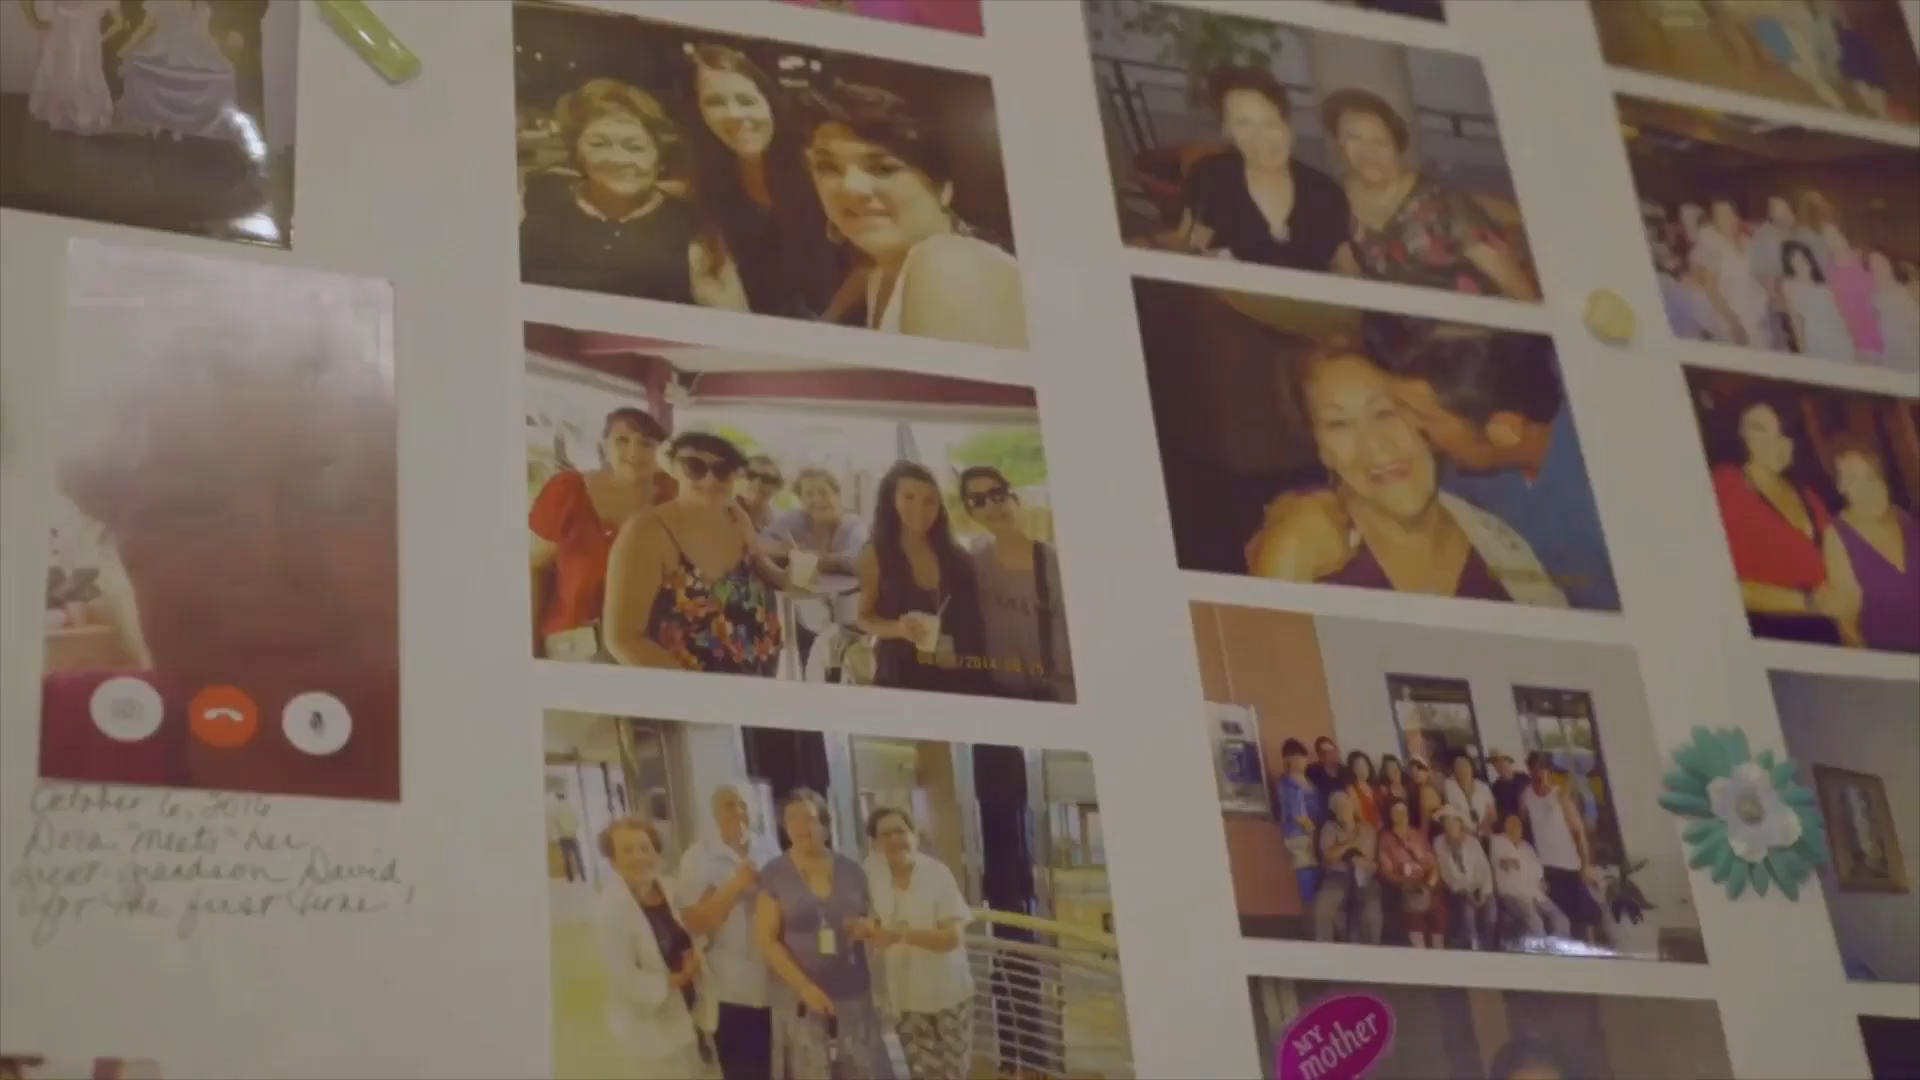 October 6, 2016
Dora "meets" her
great-grandson David
for the first time!
MY
mother